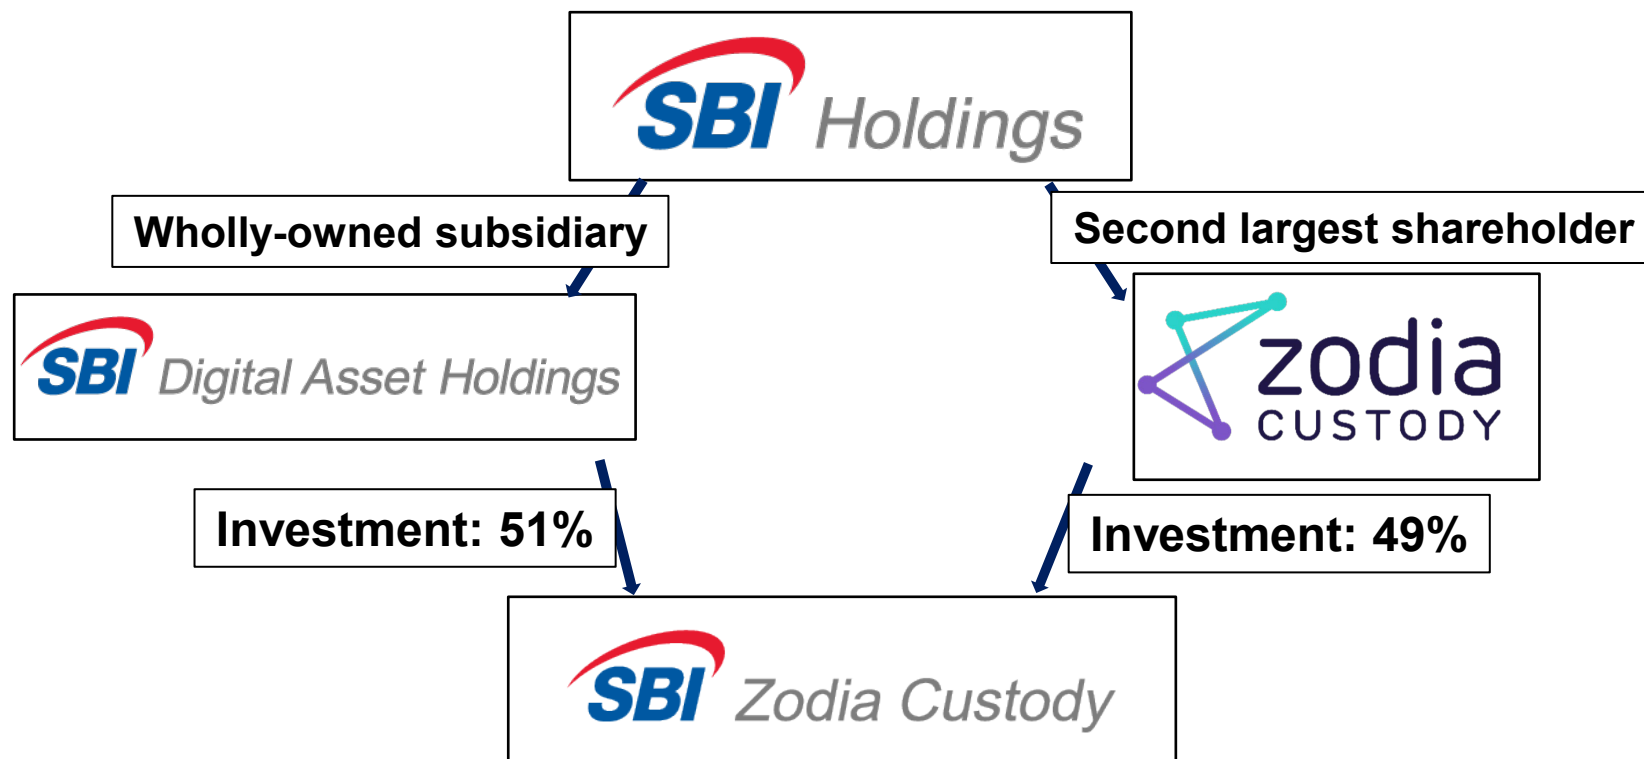 SBI Holdings
Wholly-owned subsidiary
Second largest shareholder
SBI Digital Asset Holdings
zodia
CUSTODY
Investment: 51%
Investment: 49%
SBI Zodia Custody